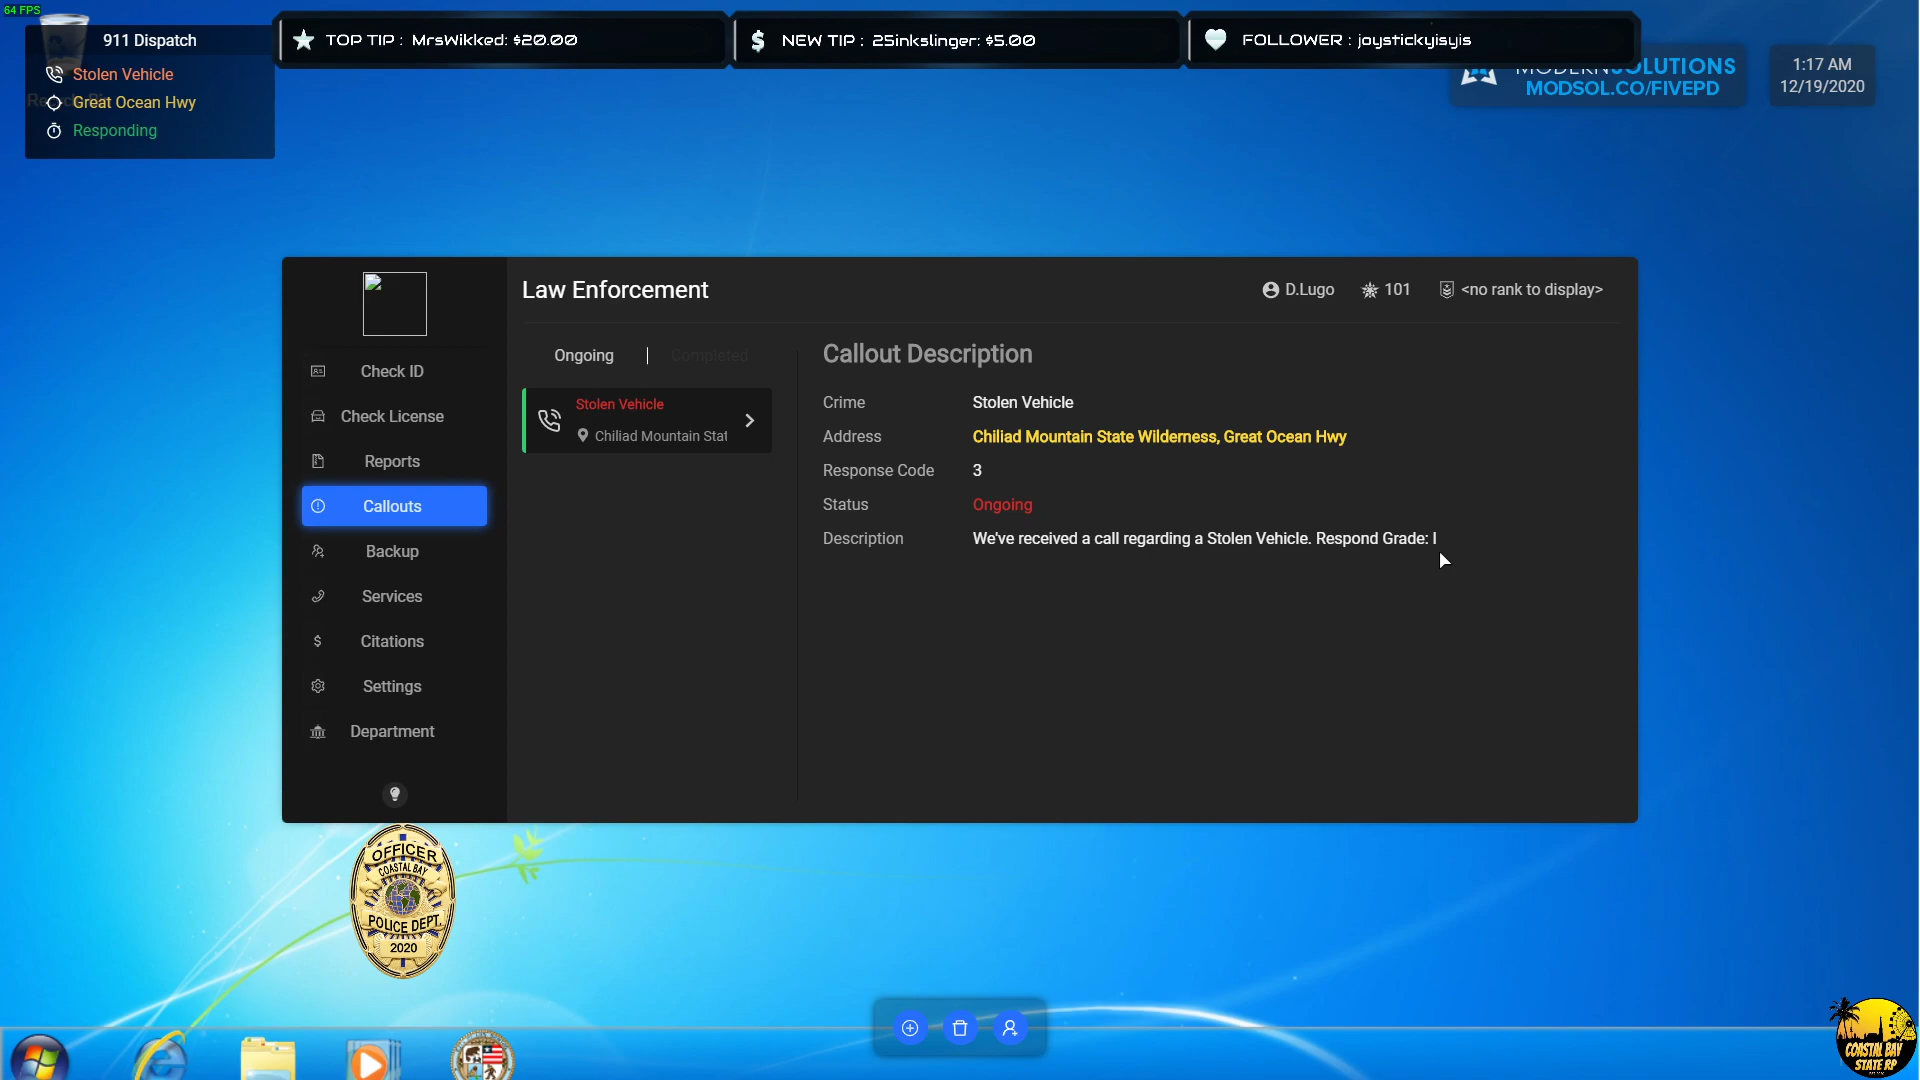 64 FPS
911 Dispatch
Stolen Vehicle
Great Ocean Hwy
Responding
TOP TIP : MrsWikked: $20.00
NEW TIP : 25inkslinger: $5.00
FOLLOWER : joystickyisyis
MODERNSOLUTIONS
MODSOL.CO/FIVEPD
1:17 AM
12/19/2020
Law Enforcement
D.Lugo
101
<no rank to display>
Check ID
Check License
Reports
Callouts
Backup
Services
Citations
Settings
Department
Ongoing
Completed
Stolen Vehicle
Chiliad Mountain Stat
Callout Description
Crime Stolen Vehicle
Address Chiliad Mountain State Wilderness, Great Ocean Hwy
Response Code 3
Status Ongoing
Description We've received a call regarding a Stolen Vehicle. Respond Grade: I
OFFICER
COASTAL BAY
POLICE DEPT.
2020
COASTAL BAY
STATE RP